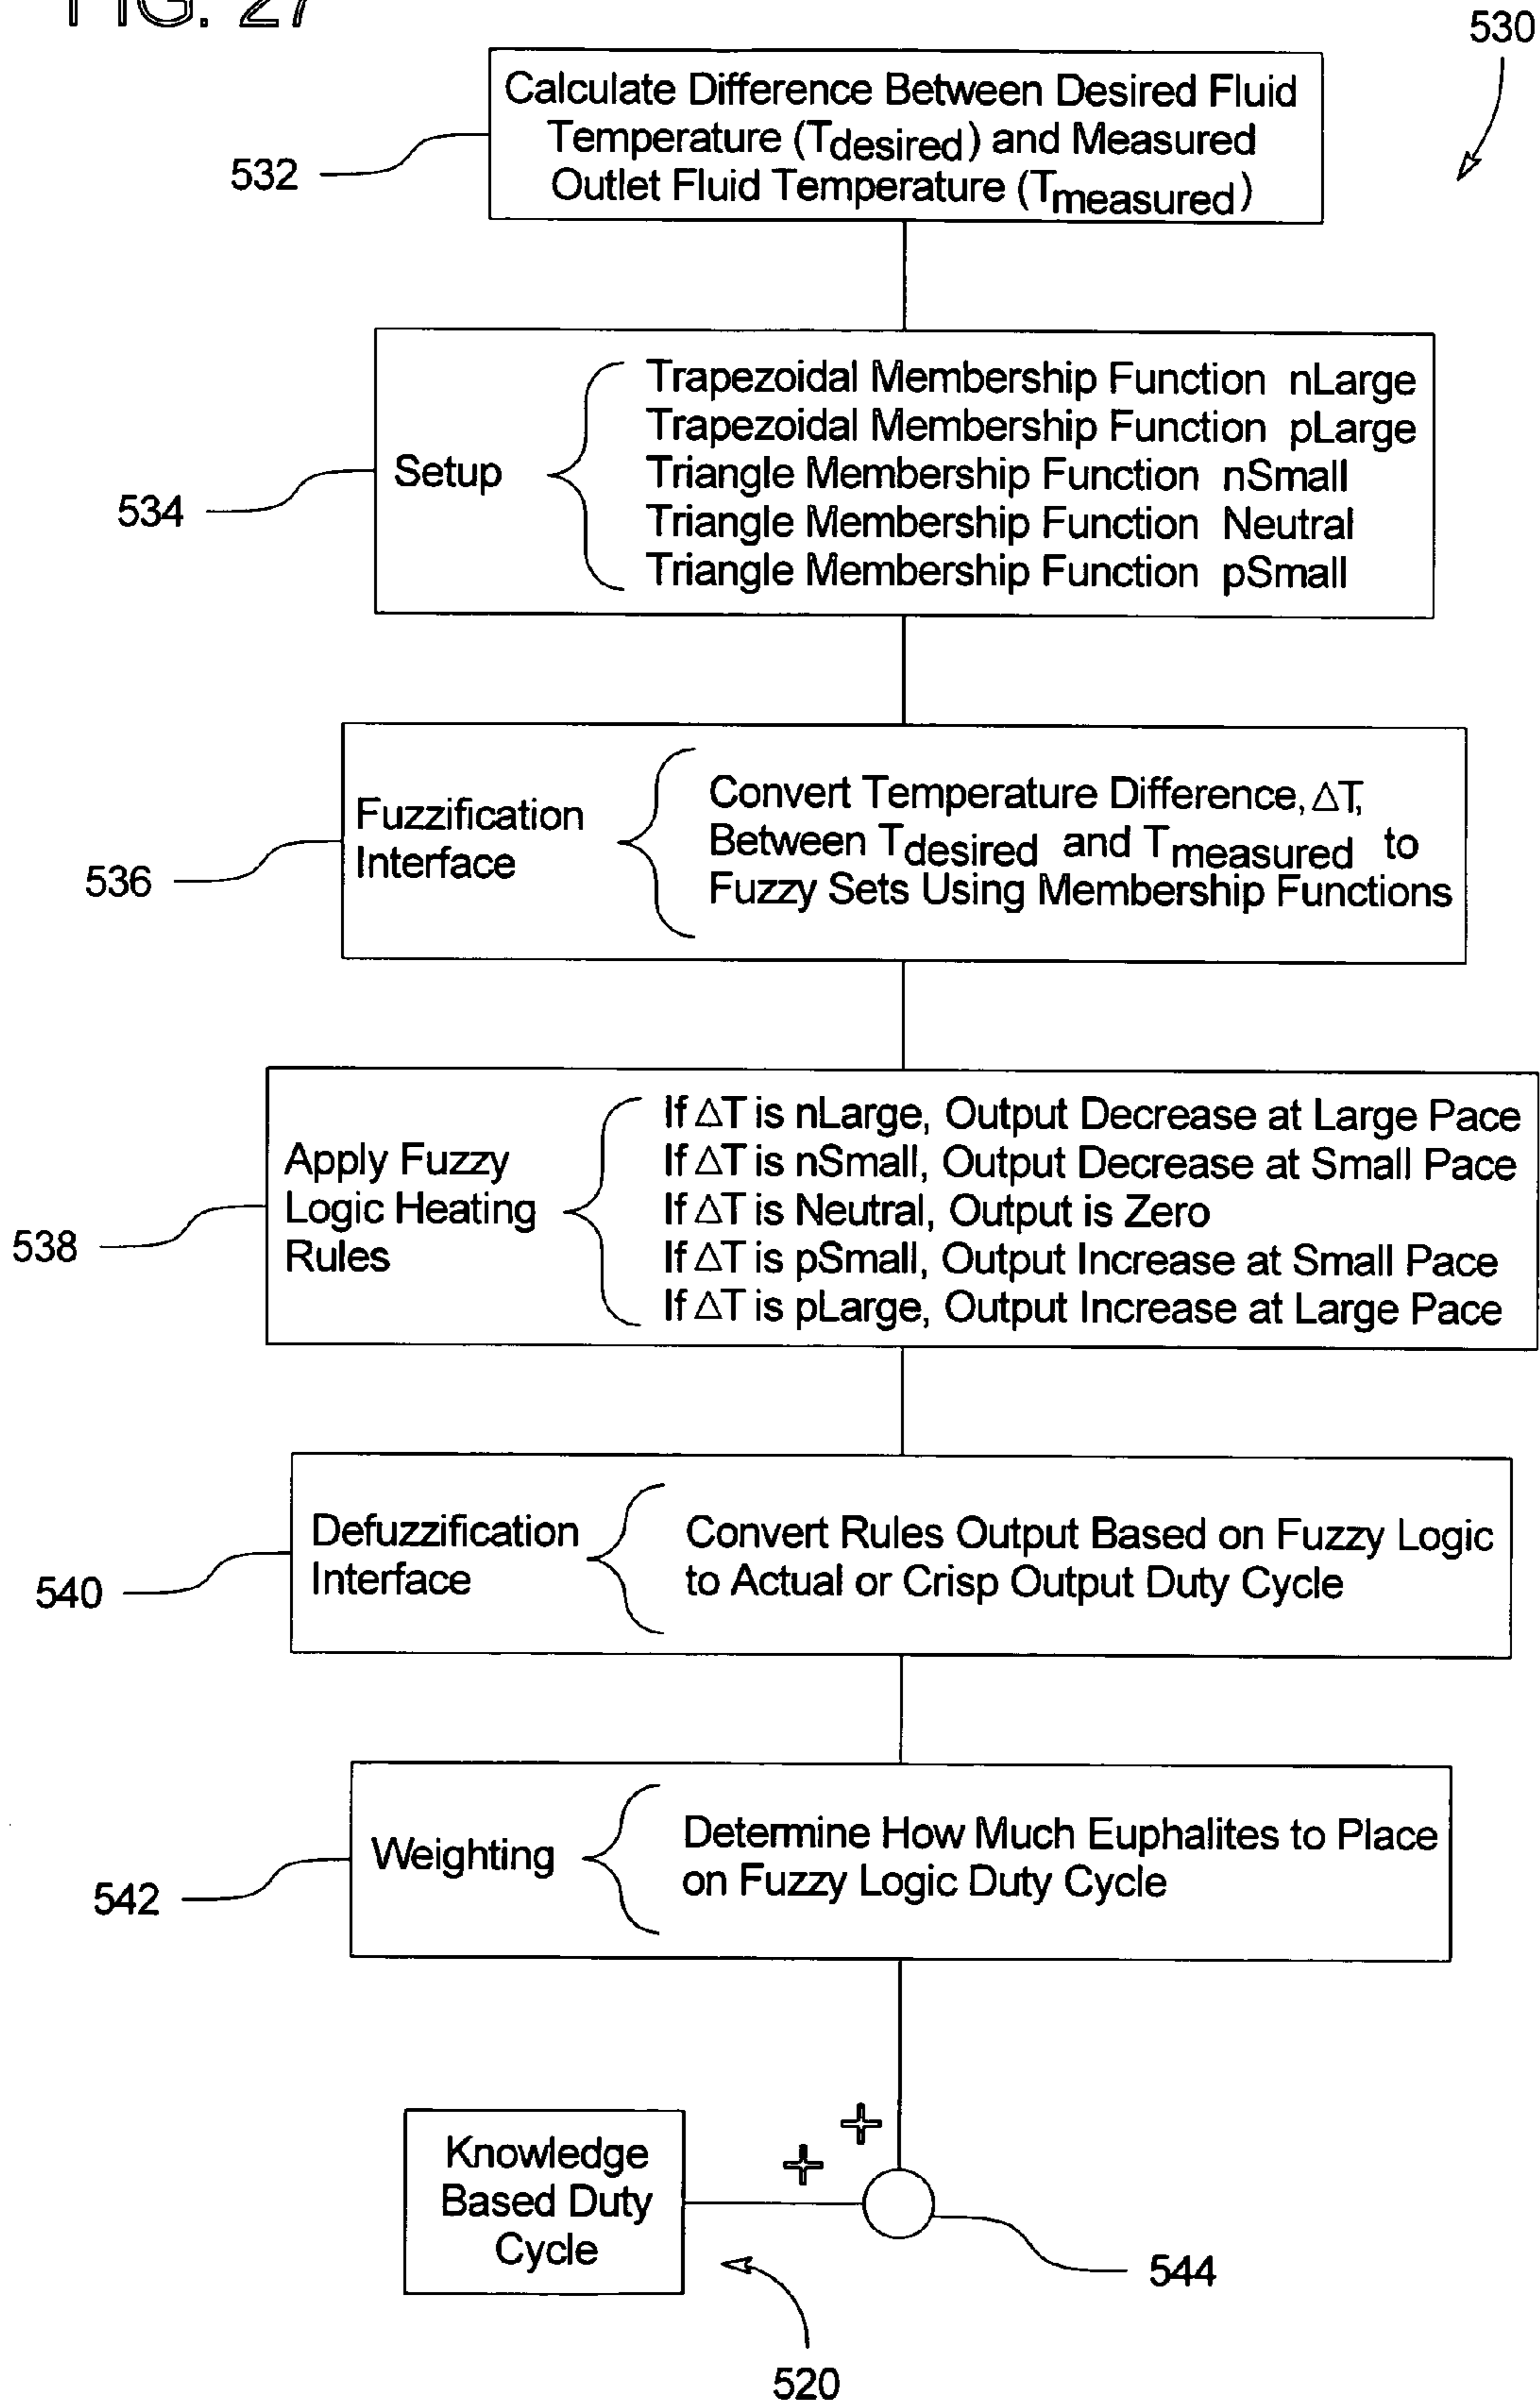 FIG. 27
530
Calculate Difference Between Desired Fluid
Temperature (Tdesired) and Measured
Outlet Fluid Temperature (Tmeasured)
532
Setup
Trapezoidal Membership Function nLarge
Trapezoidal Membership Function pLarge
Triangle Membership Function nSmall
Triangle Membership Function Neutral
Triangle Membership Function pSmall
534
Fuzzification
Interface
Convert Temperature Difference, ΔT,
Between Tdesired and Tmeasured to
Fuzzy Sets Using Membership Functions
536
Apply Fuzzy
Logic Heating
Rules
If ΔT is nLarge, Output Decrease at Large Pace
If ΔT is nSmall, Output Decrease at Small Pace
If ΔT is Neutral, Output is Zero
If ΔT is pSmall, Output Increase at Small Pace
If ΔT is pLarge, Output Increase at Large Pace
538
Defuzzification
Interface
Convert Rules Output Based on Fuzzy Logic
to Actual or Crisp Output Duty Cycle
540
Weighting
Determine How Much Euphalites to Place
on Fuzzy Logic Duty Cycle
542
+
+
Knowledge
Based Duty
Cycle
544
520